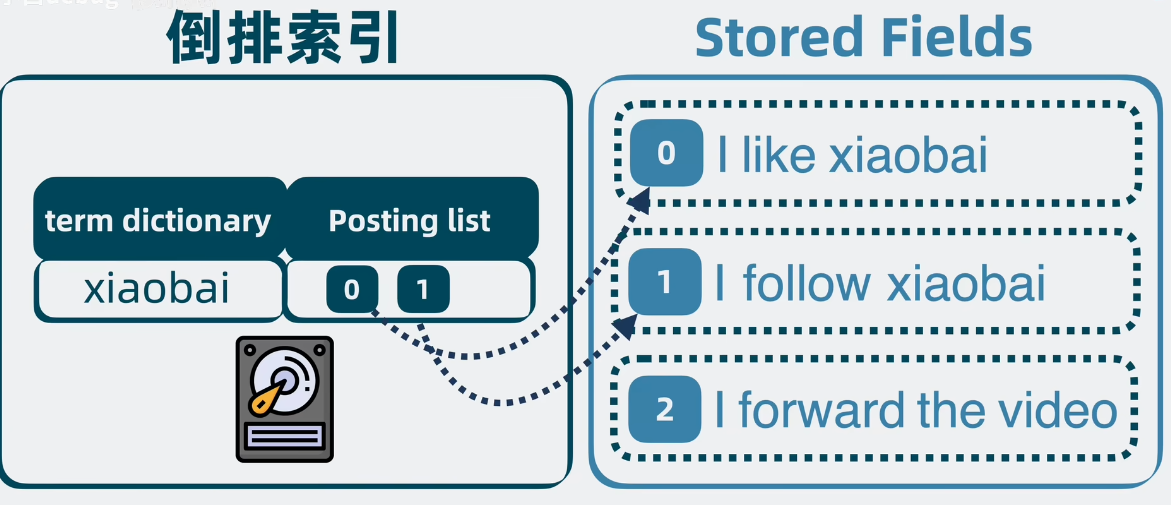 倒排索引
Stored Fields
term dictionary
Posting list
xiaobai
0
1
0
I like xiaobai
1
I follow xiaobai
2
I forward the video